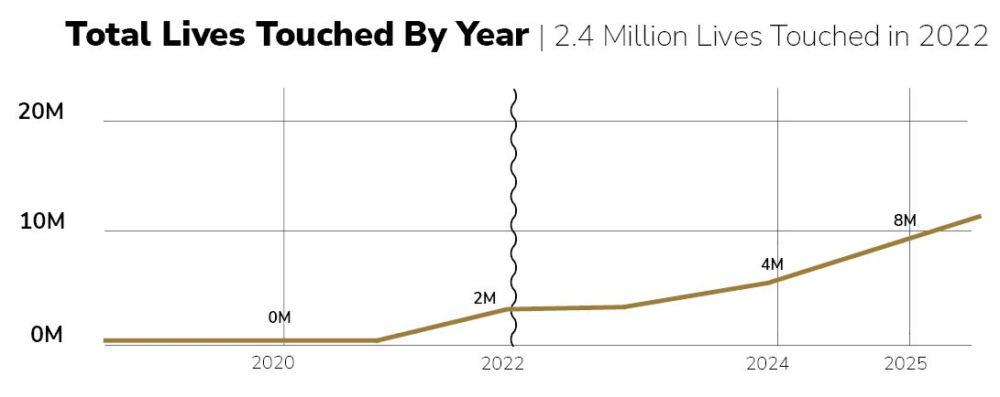 Total Lives Touched By Year | 2.4 Million Lives Touched in 2022
20M
10M
8M
4M
2M
0M
0M
2020
2022
2024
2025